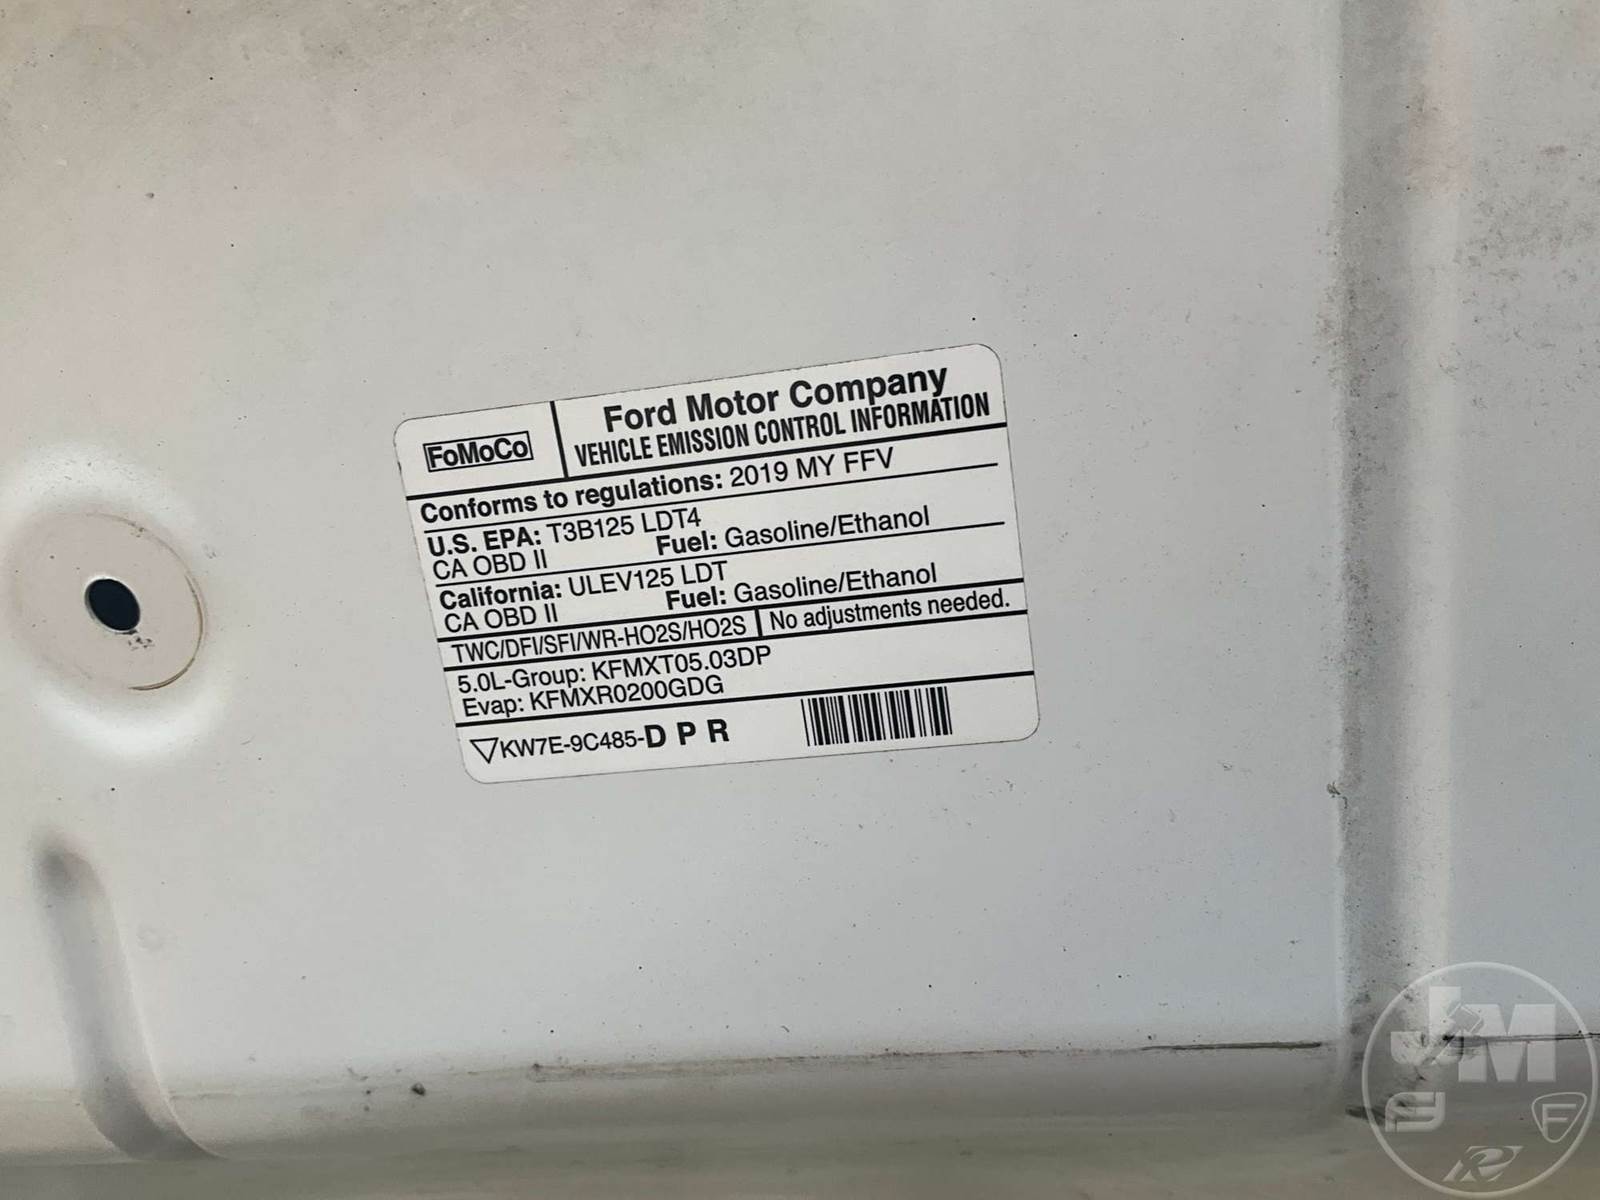 FoMoCo
Ford Motor Company
VEHICLE EMISSION CONTROL INFORMATION
Conforms to regulations: 2019 MY FFV
U.S. EPA: T3B125 LDT4
CA OBD II Fuel: Gasoline/Ethanol
California: ULEV125 LDT
CA OBD II Fuel: Gasoline/Ethanol
TWC/DFI/SFI/WR-HO2S/HO2S No adjustments needed.
5.0L-Group: KFMXT05.03DP
Evap: KFMXR0200GDG
KW7E-9C485-D P R
JM